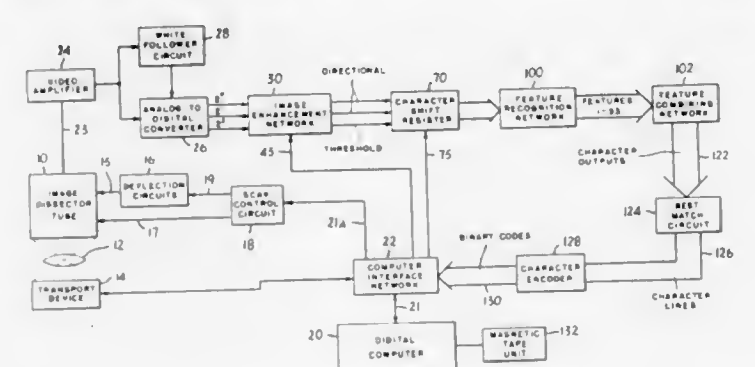 24
VIDEO
AMPLIFIER
WHITE
FOLLOWER
CIRCUIT
28
ANALOG TO
DIGITAL
CONVERTER
26
30
IMAGE
ENHANCEMENT
NETWORK
DIRECTIONAL
THRESHOLD
70
CHARACTER
SHIFT
REGISTER
100
FEATURE
RECOGNITION
NETWORK
FEATURES
1-93
102
FEATURE
COMBINING
NETWORK
23
10
IMAGE
DISSECTOR
TUBE
15
16
DEFLECTION
CIRCUITS
19
17
SCAN
CONTROL
CIRCUIT
18
45
75
CHARACTER
OUTPUTS
122
12
14
TRANSPORT
DEVICE
21A
22
COMPUTER
INTERFACE
NETWORK
BINARY CODES
130
128
CHARACTER
ENCODER
124
BEST
MATCH
CIRCUIT
126
CHARACTER
LINES
21
20
DIGITAL
COMPUTER
MAGNETIC
TAPE
UNIT
132